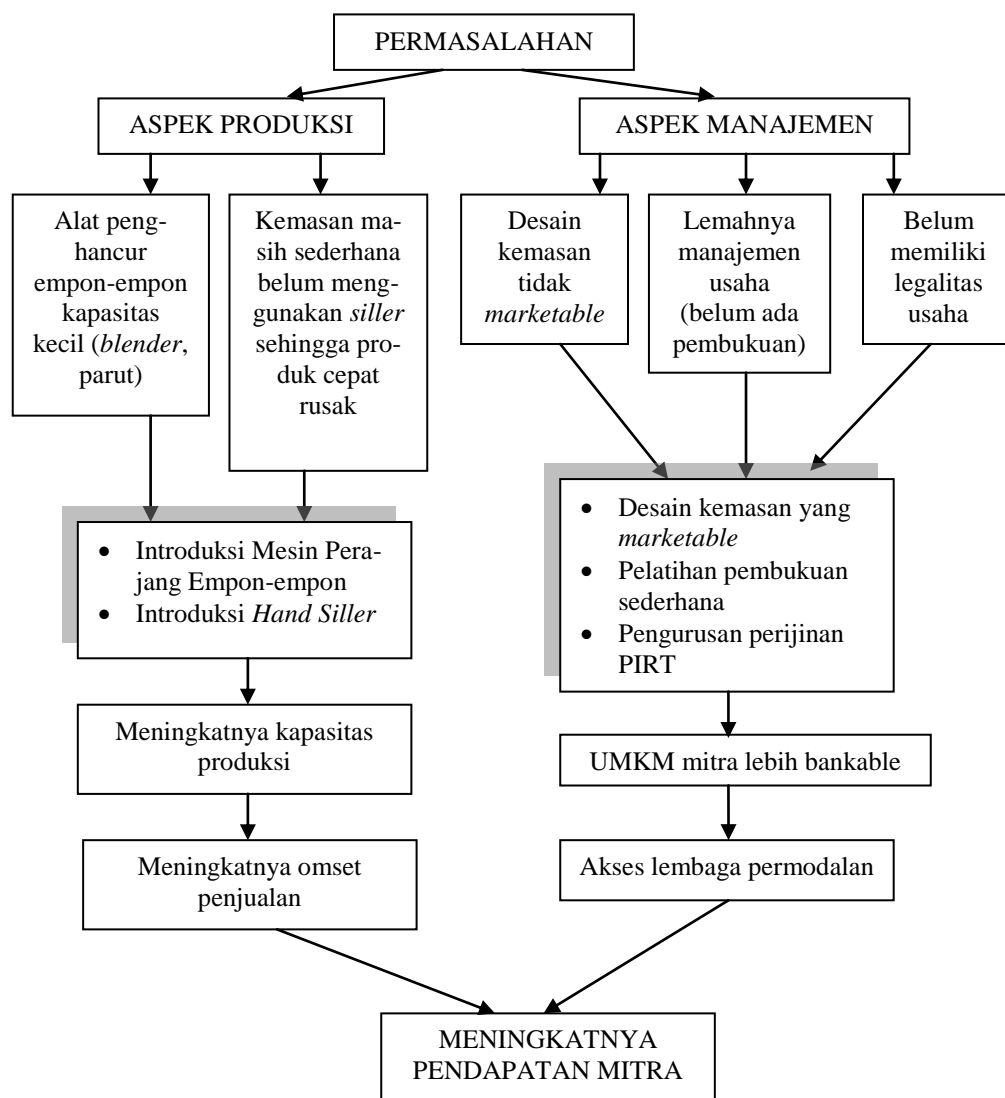 PERMASALAHAN
ASPEK PRODUKSI
ASPEK MANAJEMEN
Alat peng-
hancur
empon-empon
kapasitas
kecil (blender,
parut)
Kemasan ma-
sih sederhana
belum meng-
gunakan siller
sehingga pro-
duk cepat
rusak
Desain
kemasan
tidak
marketable
Lemahnya
manajemen
usaha
(belum ada
pembukuan)
Belum
memiliki
legalitas
usaha
• Introduksi Mesin Pera-
jang Empon-empon
• Introduksi Hand Siller
• Desain kemasan yang
marketable
• Pelatihan pembukuan
sederhana
• Pengurusan perijinan
PIRT
Meningkatnya kapasitas
produksi
UMKM mitra lebih bankable
Meningkatnya omset
penjualan
Akses lembaga permodalan
MENINGKATNYA
PENDAPATAN MITRA